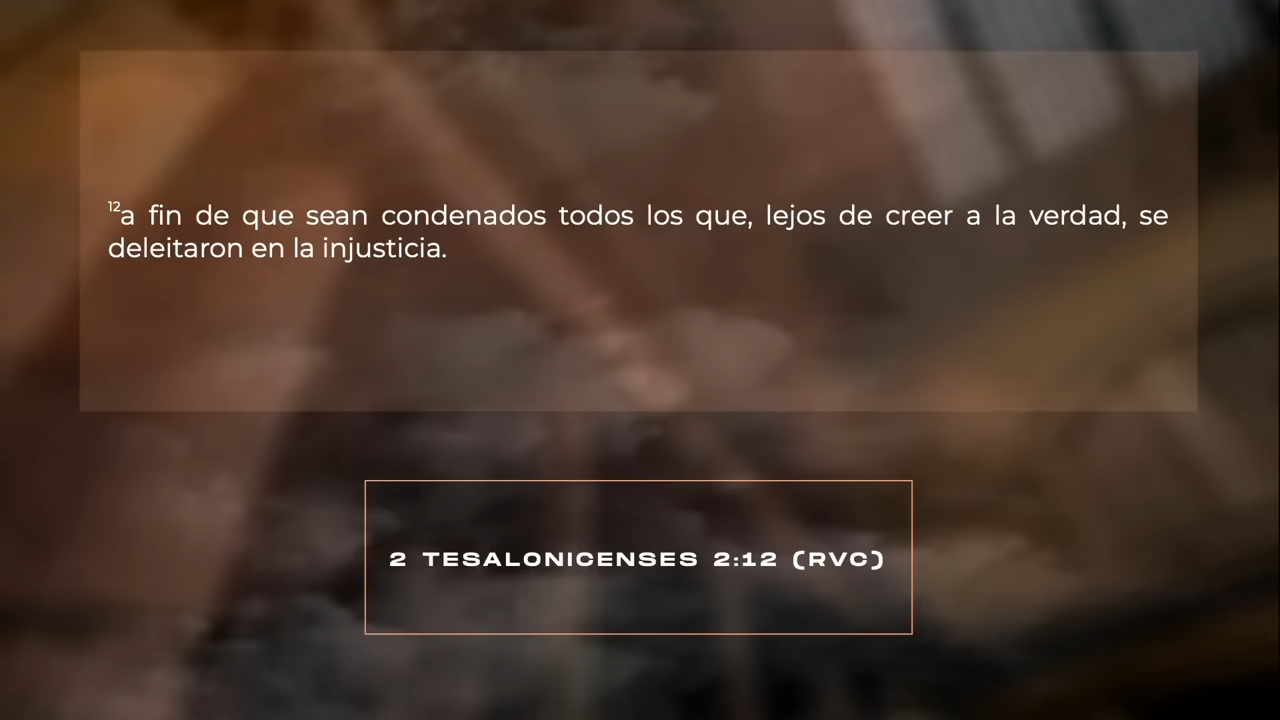 12a fin de que sean condenados todos los que, lejos de creer a la verdad, se
deleitaron en la injusticia.
2 TESALONICENSES 2:12 (RVC)